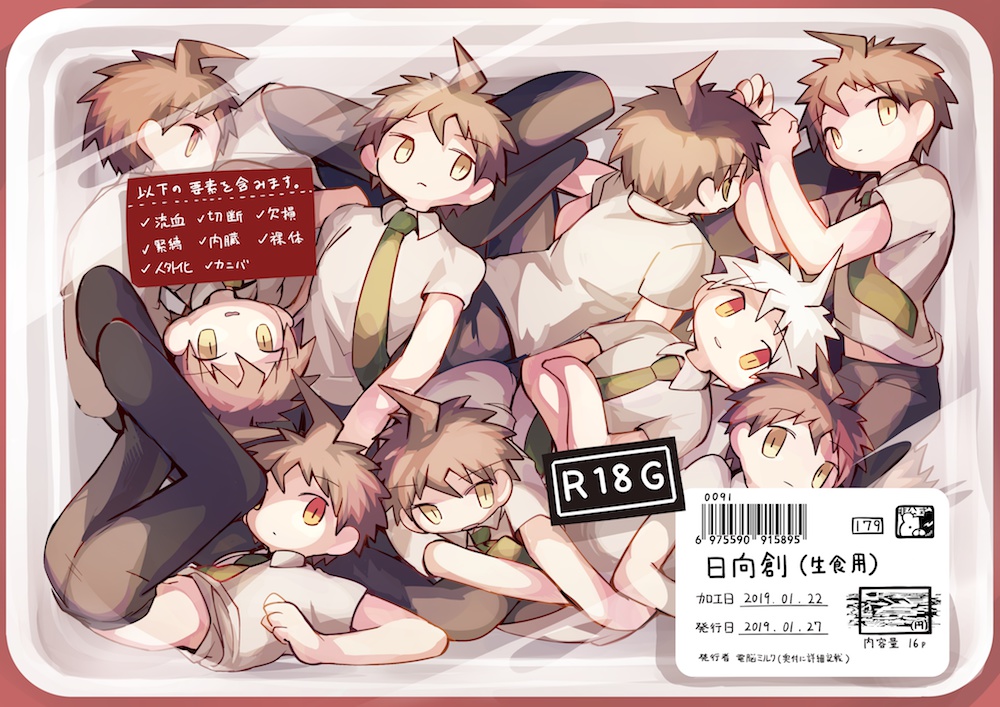 以下の要素を含みます。
✓流血 ✓切断 ✓欠損
✓緊縛 ✓内臓 ✓裸体
✓人外化 ✓カニバ
R18G
0091
6 975590 915895
179
日向創(生食用)
加工日 2019.01.22
発行日 2019.01.27
(円)
内容量 16p
発行者 電脳ミルク(奥付に詳細記載)